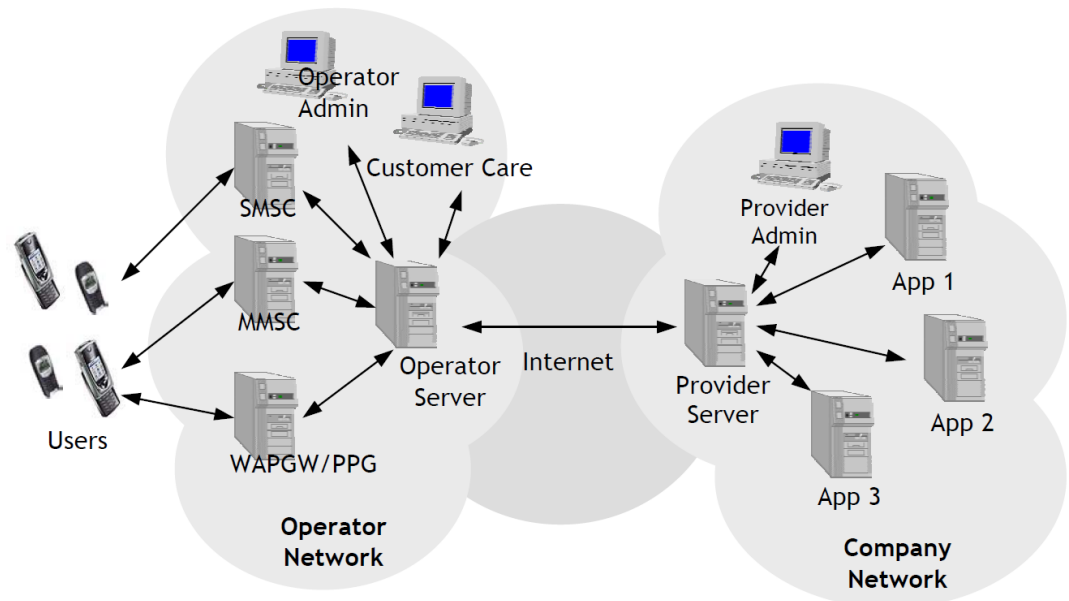 Operator
Admin
Customer Care
SMSC
MMSC
Operator
Server
WAPGW/PPG
Users
Operator
Network
Internet
Provider
Admin
App 1
Provider
Server
App 2
App 3
Company
Network